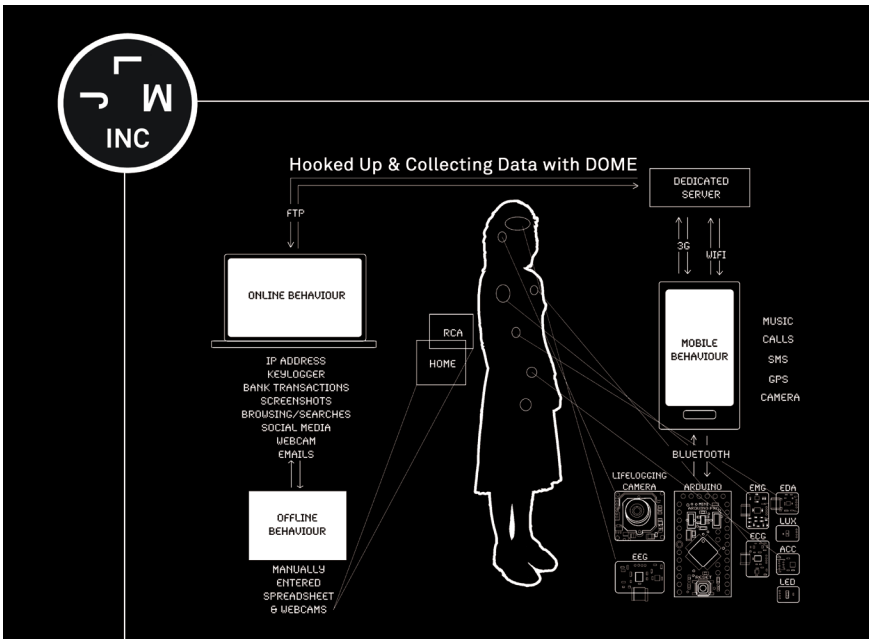 J L M
INC
Hooked Up & Collecting Data with DOME
DEDICATED
SERVER
FTP
3G
WIFI
ONLINE BEHAVIOUR
RCA
HOME
MOBILE
BEHAVIOUR
MUSIC
CALLS
SMS
GPS
CAMERA
IP ADDRESS
KEYLOGGER
BANK TRANSACTIONS
SCREENSHOTS
BROWSING/SEARCHES
SOCIAL MEDIA
WEBCAM
EMAILS
BLUETOOTH
OFFLINE
BEHAVIOUR
MANUALLY
ENTERED
SPREADSHEET
& WEBCAMS
LIFELOGGING
CAMERA
ARDUINO
EMG
EDA
LUX
ECG
ACC
EEG
LED
RESET